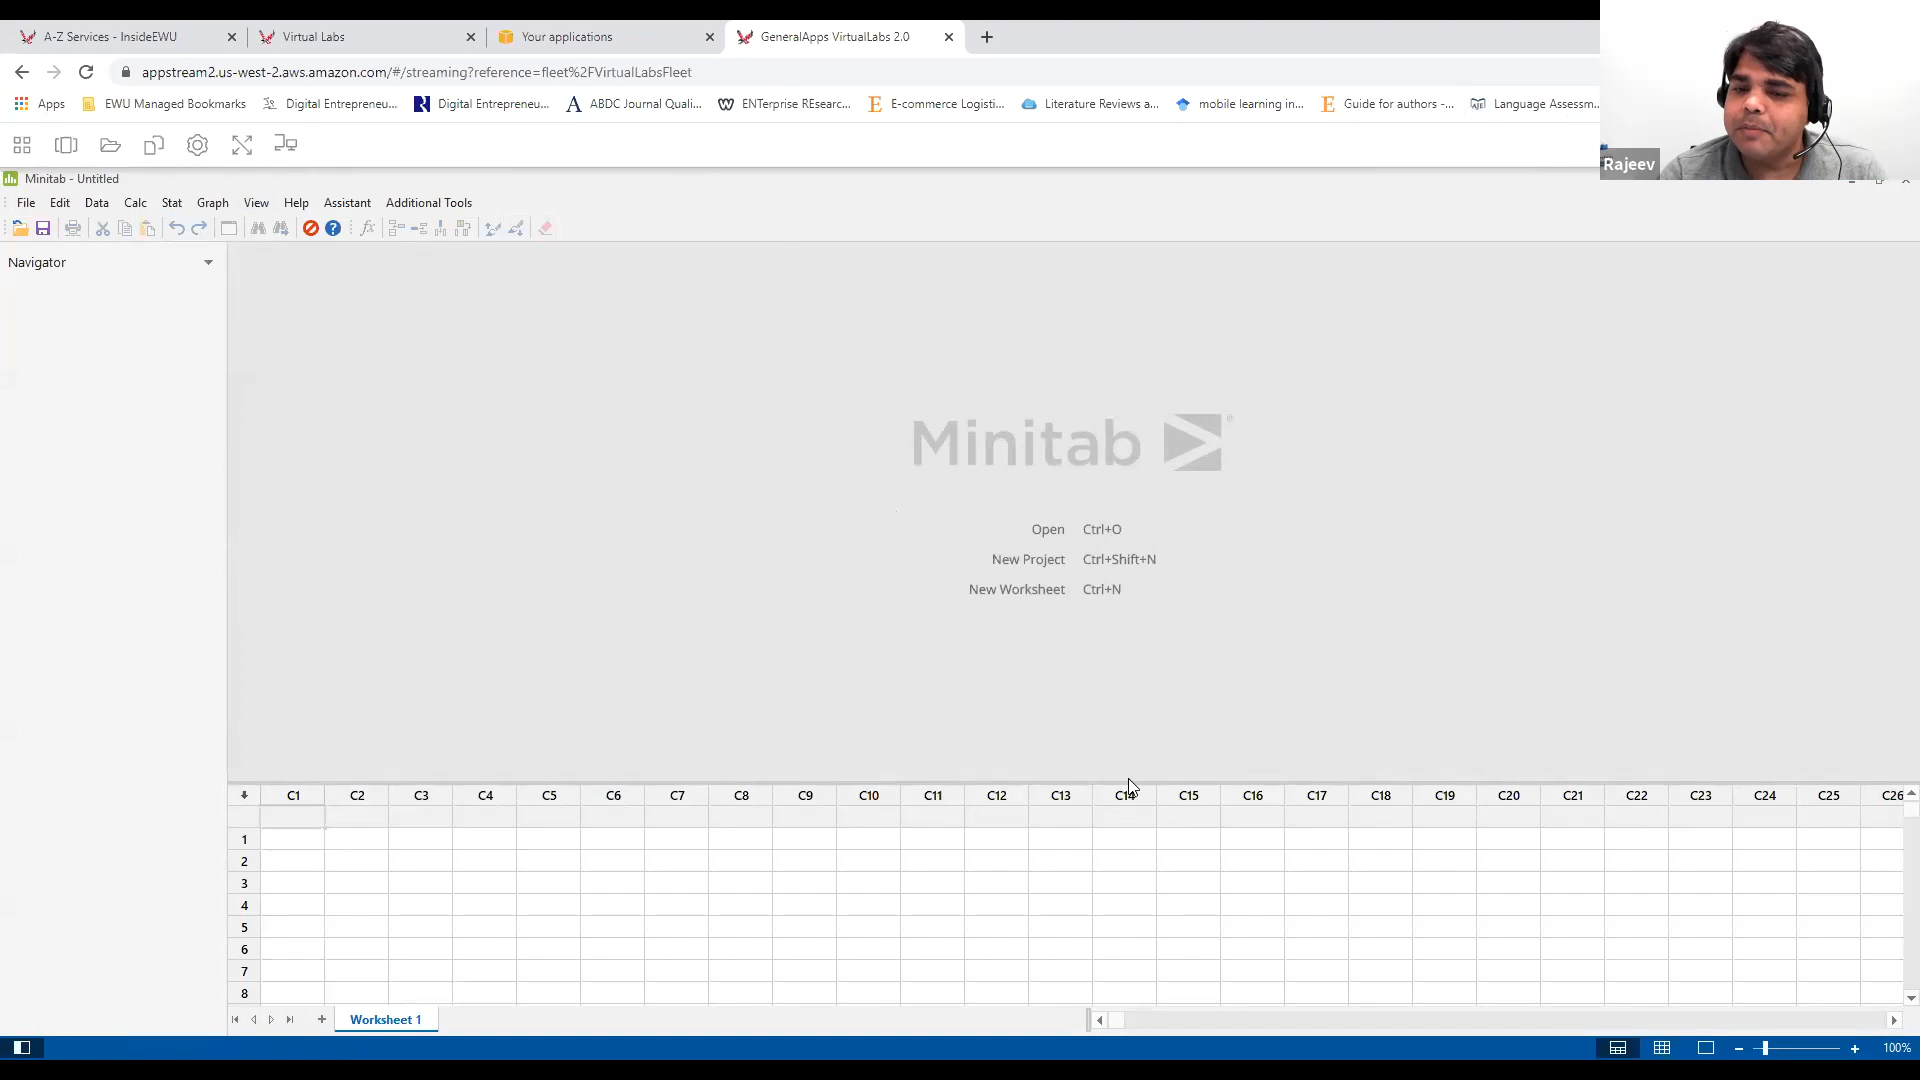 A-Z Services - InsideEWU
Virtual Labs
Your applications
GeneralApps VirtualLabs 2.0
appstream2.us-west-2.aws.amazon.com/#/streaming?reference=fleet%2FVirtualLabsFleet
Apps
EWU Managed Bookmarks
Digital Entrepreneu...
Digital Entrepreneu...
ABDC Journal Quali...
ENTerprise REsearc...
E-commerce Logisti...
Literature Reviews a...
mobile learning in...
Guide for authors -...
Language Assessm...
Rajeev
Minitab - Untitled
File Edit Data Calc Stat Graph View Help Assistant Additional Tools
Navigator
Minitab
Open Ctrl+O
New Project Ctrl+Shift+N
New Worksheet Ctrl+N
C1 C2 C3 C4 C5 C6 C7 C8 C9 C10 C11 C12 C13 C14 C15 C16 C17 C18 C19 C20 C21 C22 C23 C24 C25 C26
1
2
3
4
5
6
7
8
Worksheet 1
100%